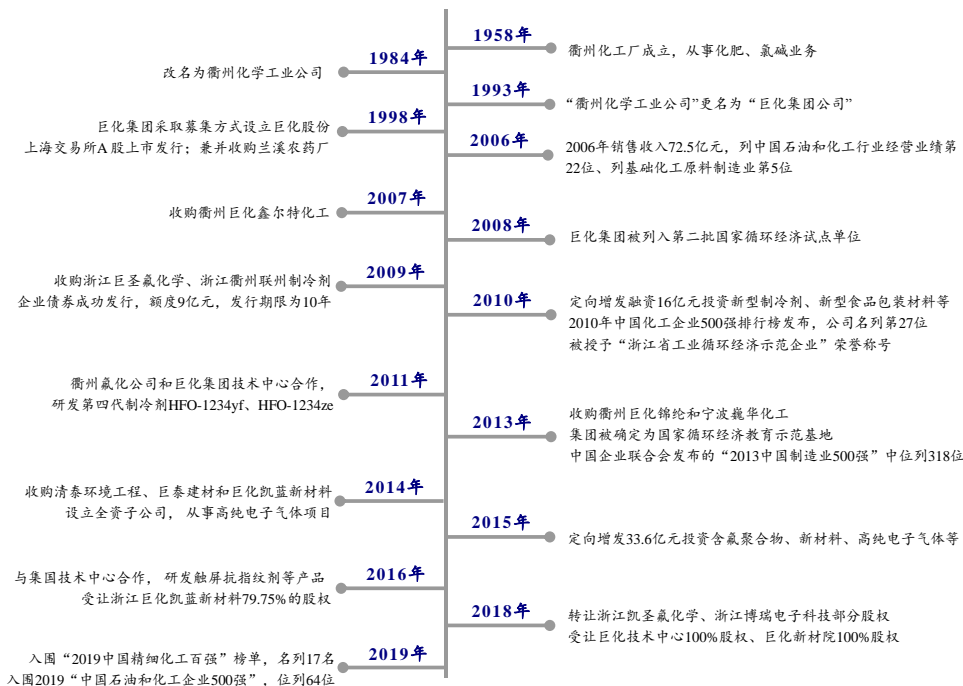 1958年
衢州化工厂成立，从事化肥、氯碱业务
1984年
改名为衢州化学工业公司
1993年
“衢州化学工业公司”更名为“巨化集团公司”
1998年
巨化集团采取募集方式设立巨化股份
上海交易所A股上市发行；兼并收购兰溪农药厂
2006年
2006年销售收入72.5亿元，列中国石油和化工行业经营业绩第
22位、列基础化工原料制造业第5位
2007年
收购衢州巨化鑫尔特化工
2008年
巨化集团被列入第二批国家循环经济试点单位
2009年
收购浙江巨圣氟化学、浙江衢州联州制冷剂
企业债券成功发行，额度9亿元，发行期限为10年
2010年
定向增发融资16亿元投资新型制冷剂、新型食品包装材料等
2010年中国化工企业500强排行榜发布，公司名列第27位
被授予“浙江省工业循环经济示范企业”荣誉称号
2011年
衢州氟化公司和巨化集团技术中心合作，
研发第四代制冷剂HFO-1234yf、HFO-1234ze
2013年
收购衢州巨化锦纶和宁波巍华化工
集团被确定为国家循环经济教育示范基地
中国企业联合会发布的“2013中国制造业500强”中位列318位
2014年
收购清泰环境工程、巨泰建材和巨化凯蓝新材料
设立全资子公司， 从事高纯电子气体项目
2015年
定向增发33.6亿元投资含氟聚合物、新材料、高纯电子气体等
2016年
与集国技术中心合作， 研发触屏抗指纹剂等产品
受让浙江巨化凯蓝新材料79.75%的股权
2018年
转让浙江凯圣氟化学、浙江博瑞电子科技部分股权
受让巨化技术中心100%股权、巨化新材院100%股权
2019年
入围“2019中国精细化工百强”榜单，名列17名
入围2019“中国石油和化工企业500强”，位列64位